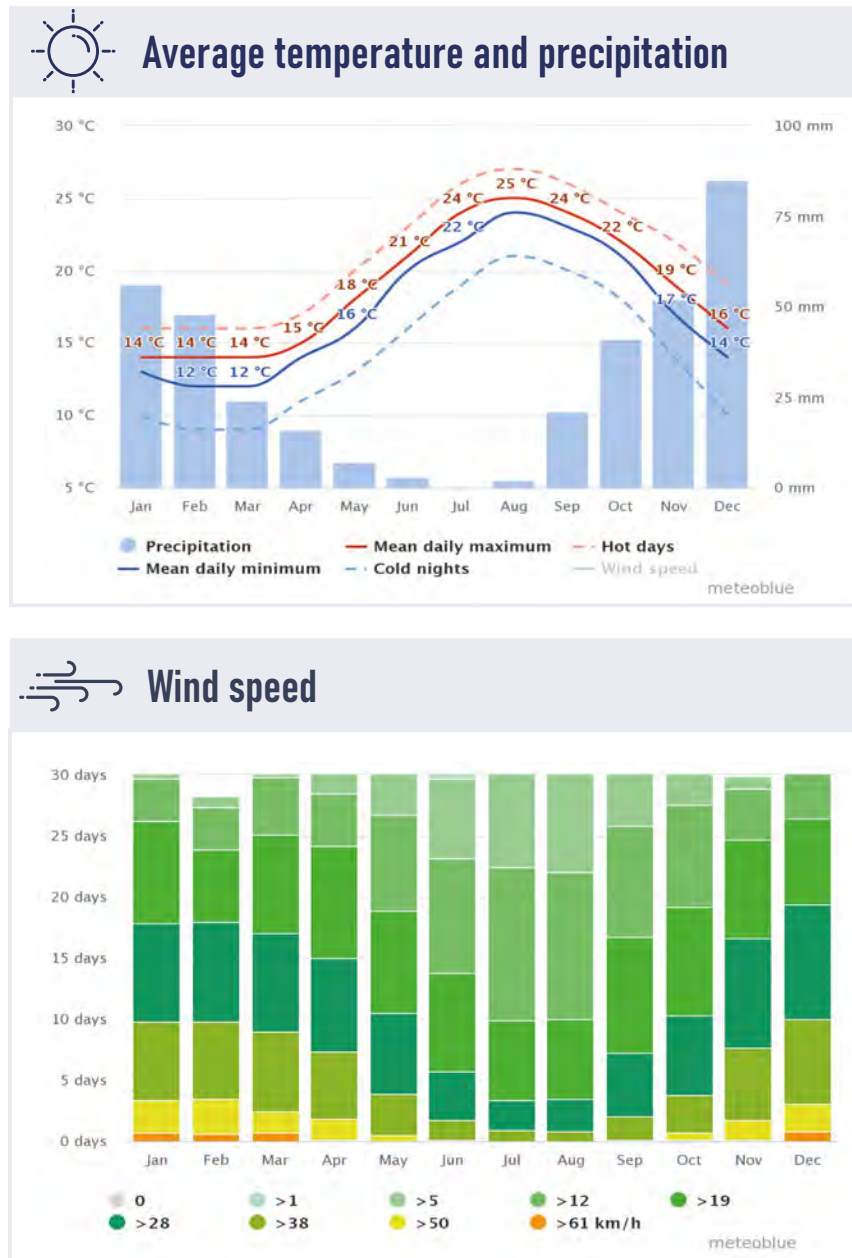 Average temperature and precipitation
30 °C 100 mm
25 °C 75 mm
20 °C 50 mm
15 °C 25 mm
10 °C
5 °C 0 mm
25 °C
24 °C 24 °C
22 °C 22 °C
21 °C
18 °C 19 °C
16 °C 17 °C
15 °C 16 °C
14 °C 14 °C 14 °C 14 °C
12 °C 12 °C
Jan Feb Mar Apr May Jun Jul Aug Sep Oct Nov Dec
Precipitation Mean daily maximum Hot days
Mean daily minimum Cold nights Wind speed
meteoblue
Wind speed
30 days
25 days
20 days
15 days
10 days
5 days
0 days
Jan Feb Mar Apr May Jun Jul Aug Sep Oct Nov Dec
0 >1 >5 >12 >19
>28 >38 >50 >61 km/h
meteoblue